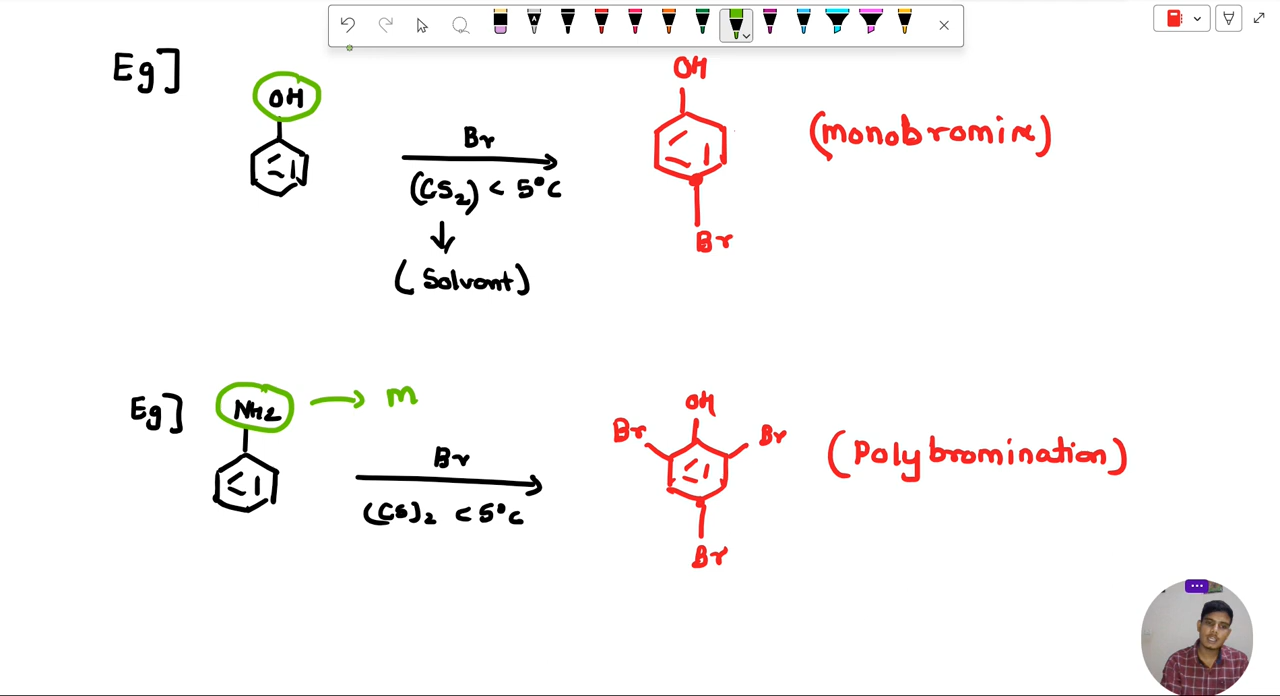 Eg]
OH
Br
(CS2) < 5°C
(Solvent)
OH
Br
(monobromine)
Eg]
NH2
m
Br
(CS)2 < 5°C
OH
Br
Br
Br
(Polybromination)